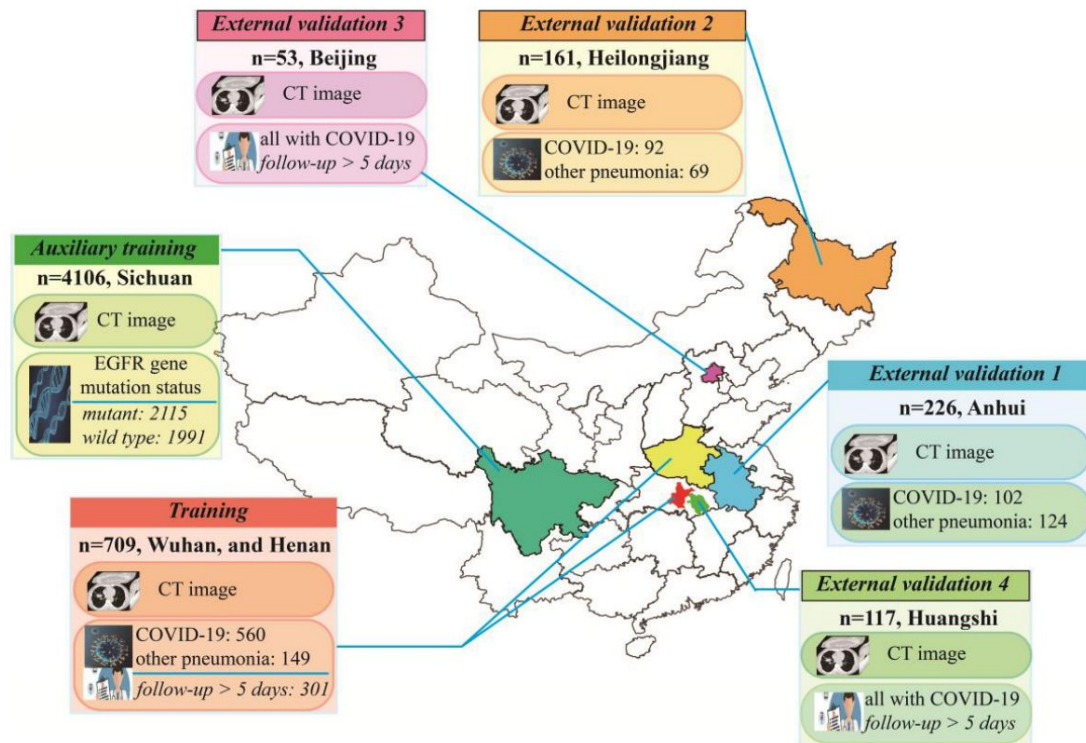 External validation 3
n=53, Beijing
CT image
all with COVID-19
follow-up > 5 days
External validation 2
n=161, Heilongjiang
CT image
COVID-19: 92
other pneumonia: 69
Auxiliary training
n=4106, Sichuan
CT image
EGFR gene
mutation status
mutant: 2115
wild type: 1991
External validation 1
n=226, Anhui
CT image
COVID-19: 102
other pneumonia: 124
Training
n=709, Wuhan, and Henan
CT image
COVID-19: 560
other pneumonia: 149
follow-up > 5 days: 301
External validation 4
n=117, Huangshi
CT image
all with COVID-19
follow-up > 5 days